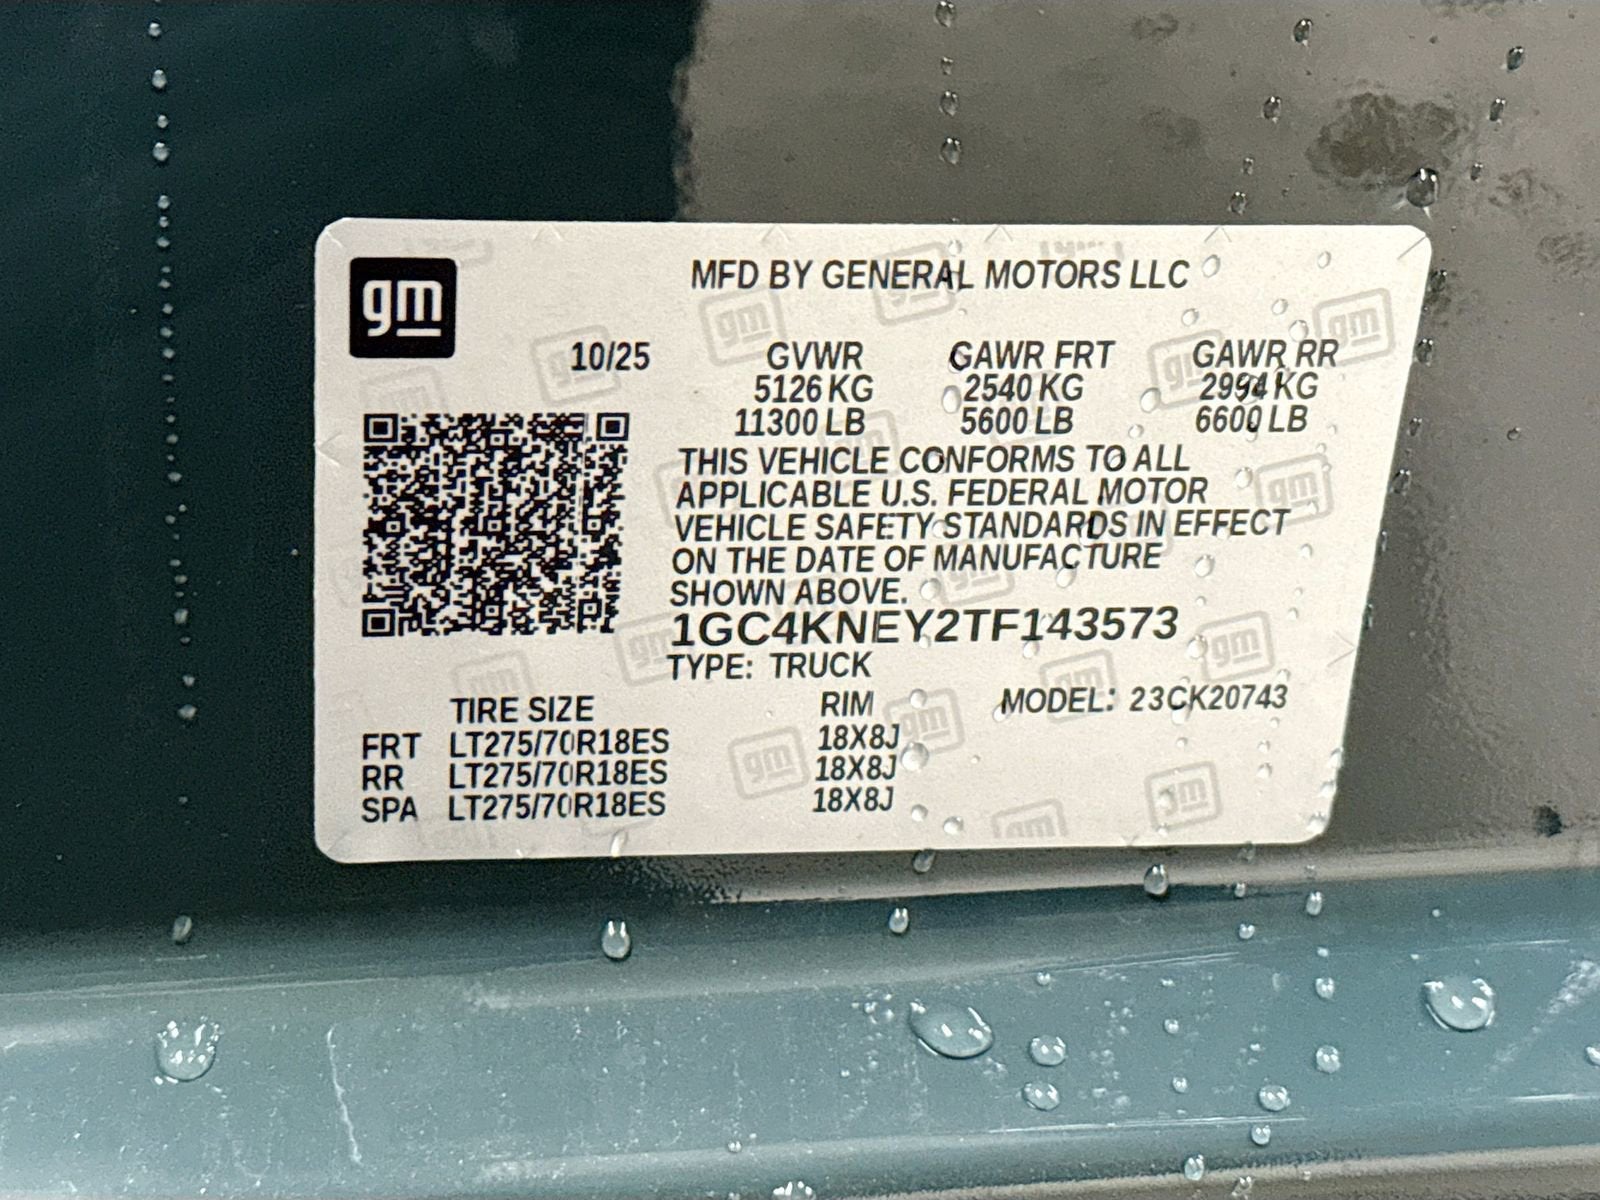 gm
MFD BY GENERAL MOTORS LLC
10/25 GVWR GAWR FRT GAWR RR
5126 KG 2540 KG 2994 KG
11300 LB 5600 LB 6600 LB
THIS VEHICLE CONFORMS TO ALL
APPLICABLE U.S. FEDERAL MOTOR
VEHICLE SAFETY STANDARDS IN EFFECT
ON THE DATE OF MANUFACTURE
SHOWN ABOVE.
1GC4KNEY2TF143573
TYPE: TRUCK
TIRE SIZE RIM MODEL: 23CK20743
FRT LT275/70R18ES 18X8J
RR LT275/70R18ES 18X8J
SPA LT275/70R18ES 18X8J